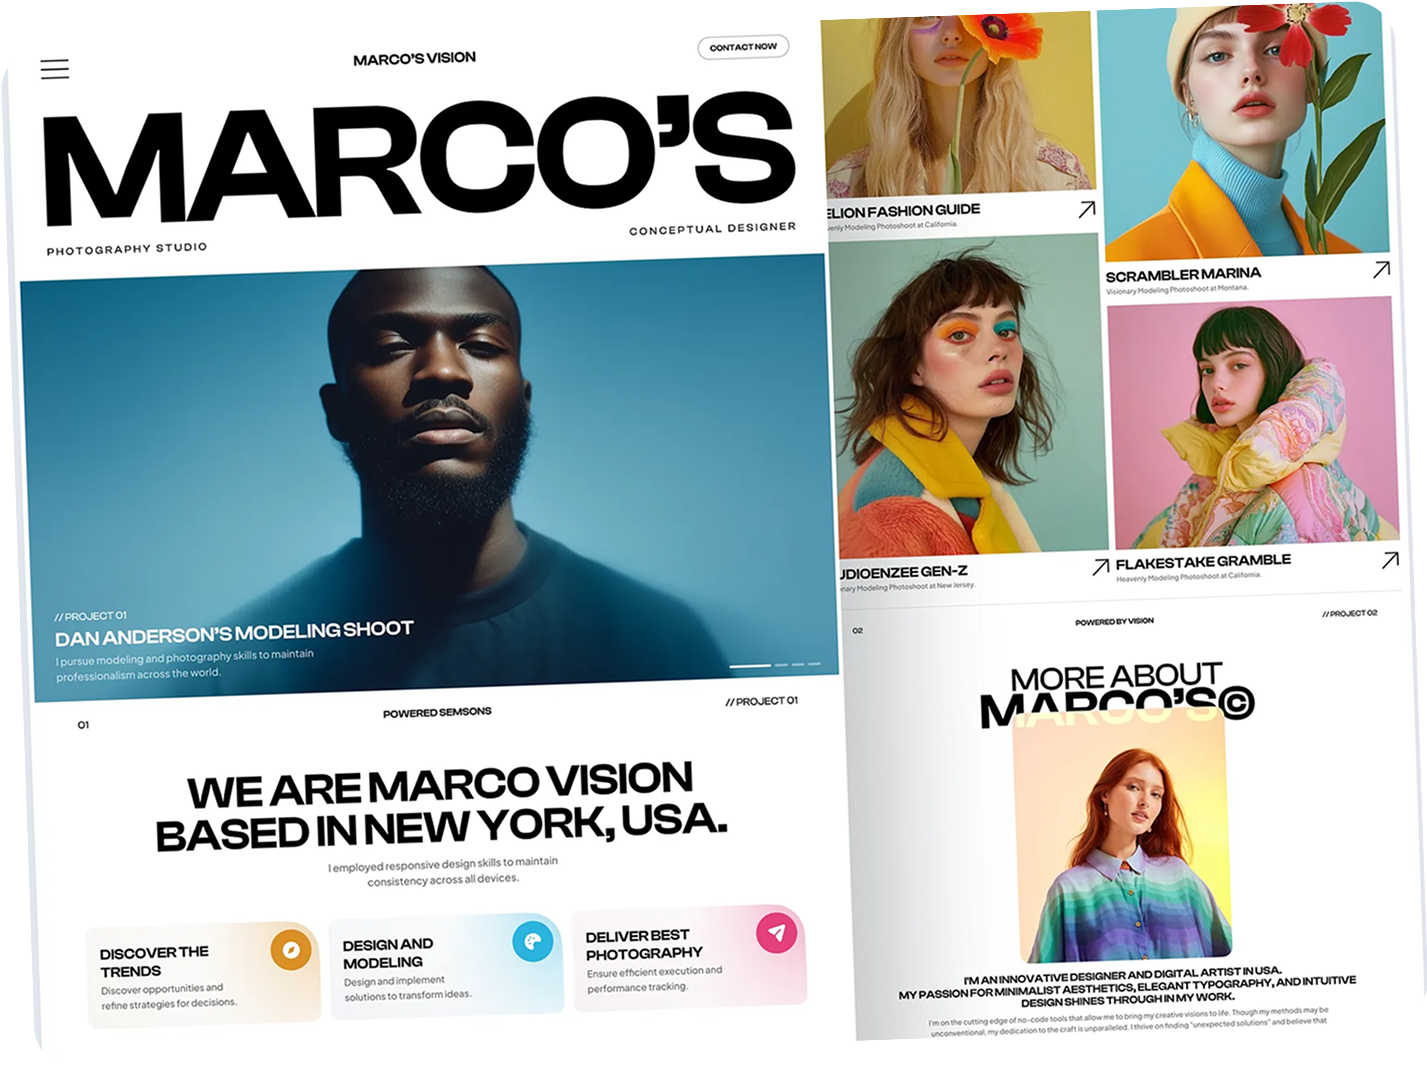 MARCO'S VISION
CONTACT NOW
MARCO'S
PHOTOGRAPHY STUDIO
CONCEPTUAL DESIGNER
// PROJECT 01
DAN ANDERSON'S MODELING SHOOT
I pursue modeling and photography skills to maintain
professionalism across the world.
01
POWERED SEMSONS
// PROJECT 01
WE ARE MARCO VISION
BASED IN NEW YORK, USA.
I employed responsive design skills to maintain
consistency across all devices.
DISCOVER THE
TRENDS
Discover opportunities and
refine strategies for decisions.
DESIGN AND
MODELING
Design and implement
solutions to transform ideas.
DELIVER BEST
PHOTOGRAPHY
Ensure efficient execution and
performance tracking.
ELION FASHION GUIDE
venly Modeling Photoshoot at California.
SCRAMBLER MARINA
Visionary Modeling Photoshoot at Montana.
UDIOENZEE GEN-Z
nary Modeling Photoshoot at New Jersey.
FLAKESTAKE GRAMBLE
Heavenly Modeling Photoshoot at California.
02
POWERED BY VISION
// PROJECT 02
MORE ABOUT
MARCO'S©
I'M AN INNOVATIVE DESIGNER AND DIGITAL ARTIST IN USA.
MY PASSION FOR MINIMALIST AESTHETICS, ELEGANT TYPOGRAPHY, AND INTUITIVE
DESIGN SHINES THROUGH IN MY WORK.
I'm on the cutting edge of no-code tools that allow me to bring my creative visions to life. Though my methods may be
unconventional, my dedication to the craft is unparalleled. I thrive on finding "unexpected solutions" and believe that